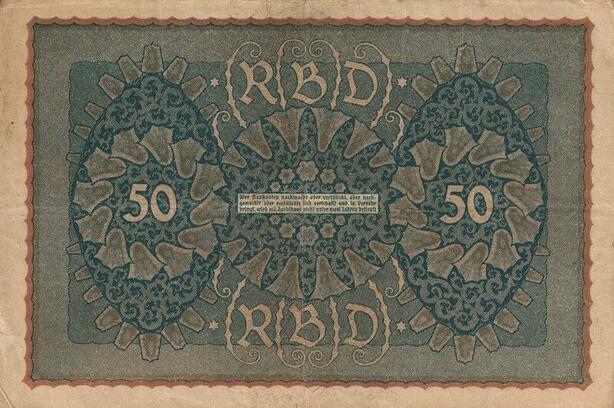 RBD
50
Wer Banknoten nachmacht oder verfälscht, oder nach-
gemachte oder verfälschte sich verschafft und in Verkehr
bringt, wird mit Zuchthaus nicht unter zwei Jahren bestraft
50
RBD